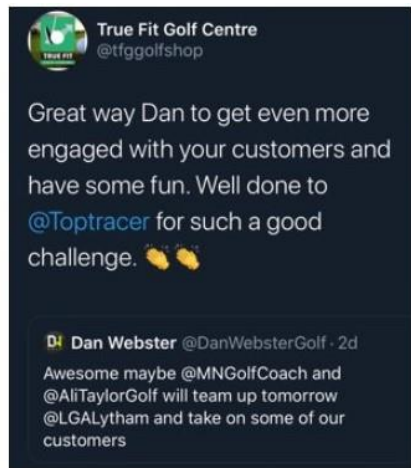 TRUE FIT
True Fit Golf Centre
@tfggolfshop
Great way Dan to get even more
engaged with your customers and
have some fun. Well done to
@Toptracer for such a good
challenge. 👏👏
Dan Webster @DanWebsterGolf · 2d
Awesome maybe @MNGolfCoach and
@AliTaylorGolf will team up tomorrow
@LGALytham and take on some of our
customers